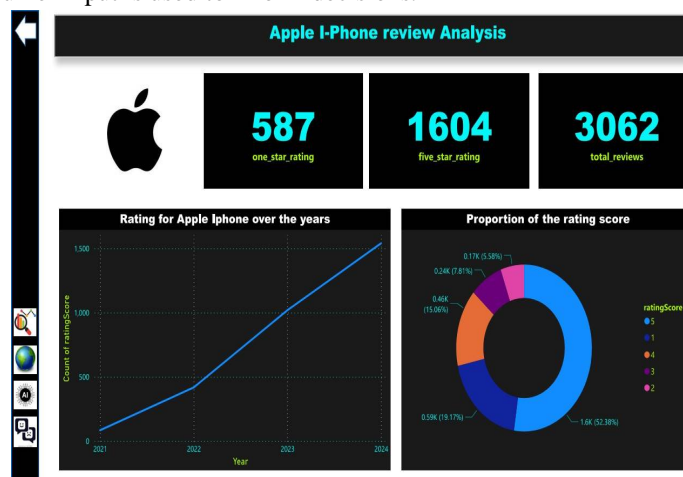 Apple I-Phone review Analysis
587
one_star_rating
1604
five_star_rating
3062
total_reviews
Rating for Apple Iphone over the years
Count of ratingScore
1,500
1,000
500
0
2021
2022
2023
2024
Year
Proportion of the rating score
0.17K (5.58%)
0.24K (7.81%)
0.46K
(15.06%)
0.59K (19.17%)
1.6K (52.38%)
ratingScore
5
1
4
3
2
AI